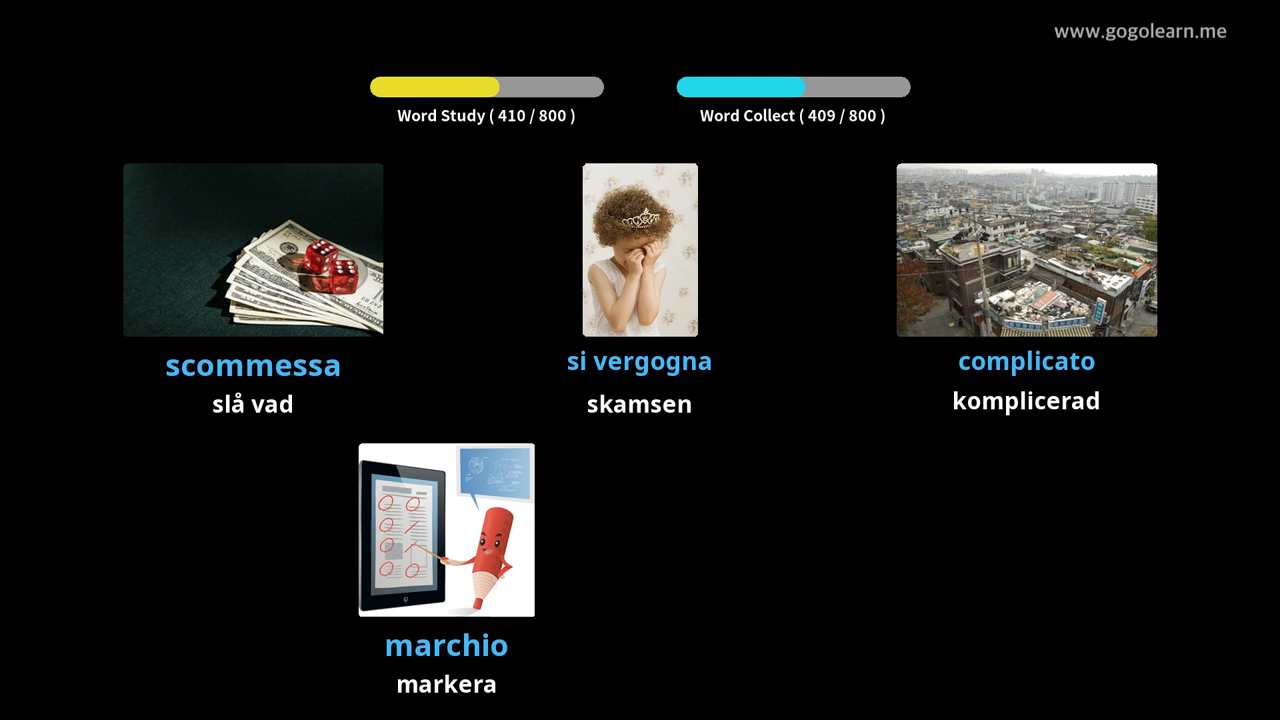 www.gogolearn.me
Word Study ( 410 / 800 )
Word Collect ( 409 / 800 )
scommessa
slå vad
si vergogna
skamsen
complicato
komplicerad
marchio
markera